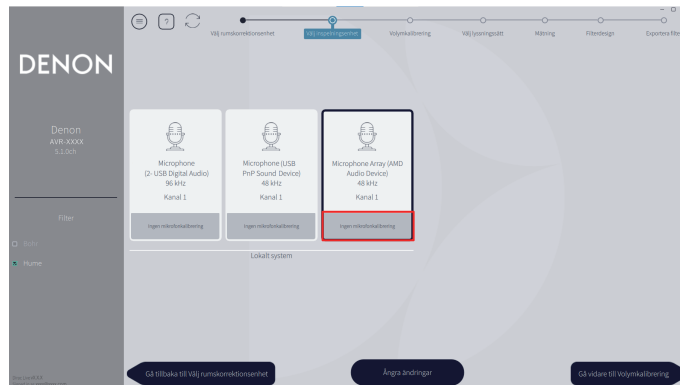 ?
Välj rumskorrektionsenhet
Välj inspelningsenhet
Volymkalibrering
Välj lyssningssätt
Mätning
Filterdesign
Exportera filter
DENON
Denon
AVR-XXXX
5.1.0ch
Filter
Bohr
Hume
Microphone
(2- USB Digital Audio)
96 kHz
Kanal 1
Ingen mikrofonkalibrering
Microphone (USB
PnP Sound Device)
48 kHz
Kanal 1
Ingen mikrofonkalibrering
Microphone Array (AMD
Audio Device)
48 kHz
Kanal 1
Ingen mikrofonkalibrering
Lokalt system
Gå tillbaka till Välj rumskorrektionsenhet
Ångra ändringar
Gå vidare till Volymkalibrering